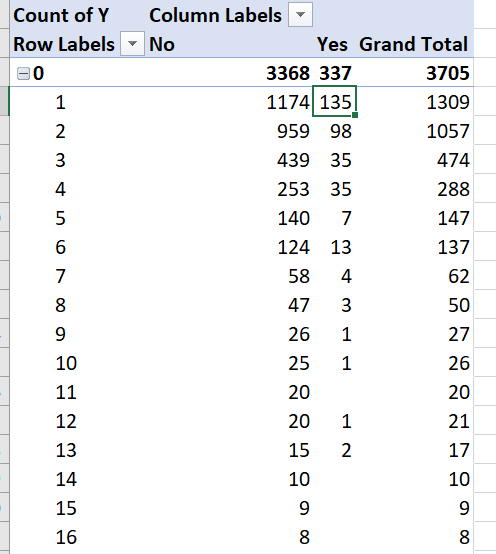 Count of Y Column Labels
Row Labels No Yes Grand Total
0 3368 337 3705
1 1174 135 1309
2 959 98 1057
3 439 35 474
4 253 35 288
5 140 7 147
6 124 13 137
7 58 4 62
8 47 3 50
9 26 1 27
10 25 1 26
11 20 20
12 20 1 21
13 15 2 17
14 10 10
15 9 9
16 8 8